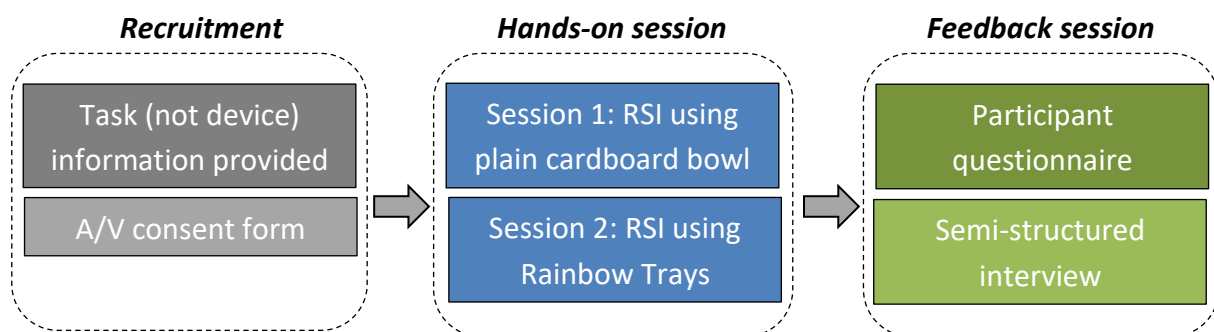 Recruitment
Task (not device)
information provided
A/V consent form
Hands-on session
Session 1: RSI using
plain cardboard bowl
Session 2: RSI using
Rainbow Trays
Feedback session
Participant
questionnaire
Semi-structured
interview